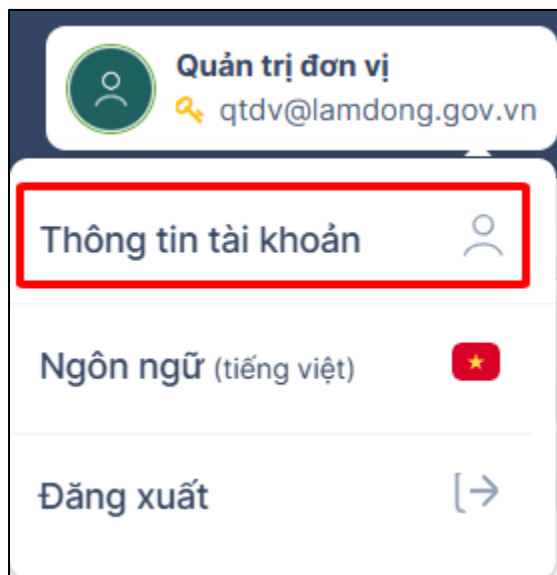 Quản trị đơn vị
qtdv@lamdong.gov.vn
Thông tin tài khoản
Ngôn ngữ (tiếng việt)
Đăng xuất